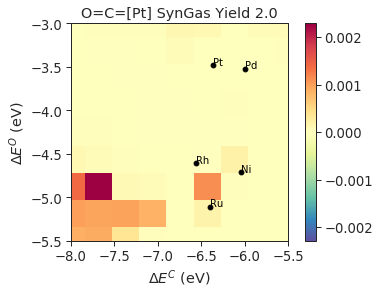 O=C=[Pt] SynGas Yield 2.0
−3.0
−3.5
−4.0
−4.5
−5.0
−5.5
ΔE^O (eV)
Pt
Pd
Rh
Ni
Ru
−8.0 −7.5 −7.0 −6.5 −6.0 −5.5
ΔE^C (eV)
0.002
0.001
0.000
−0.001
−0.002